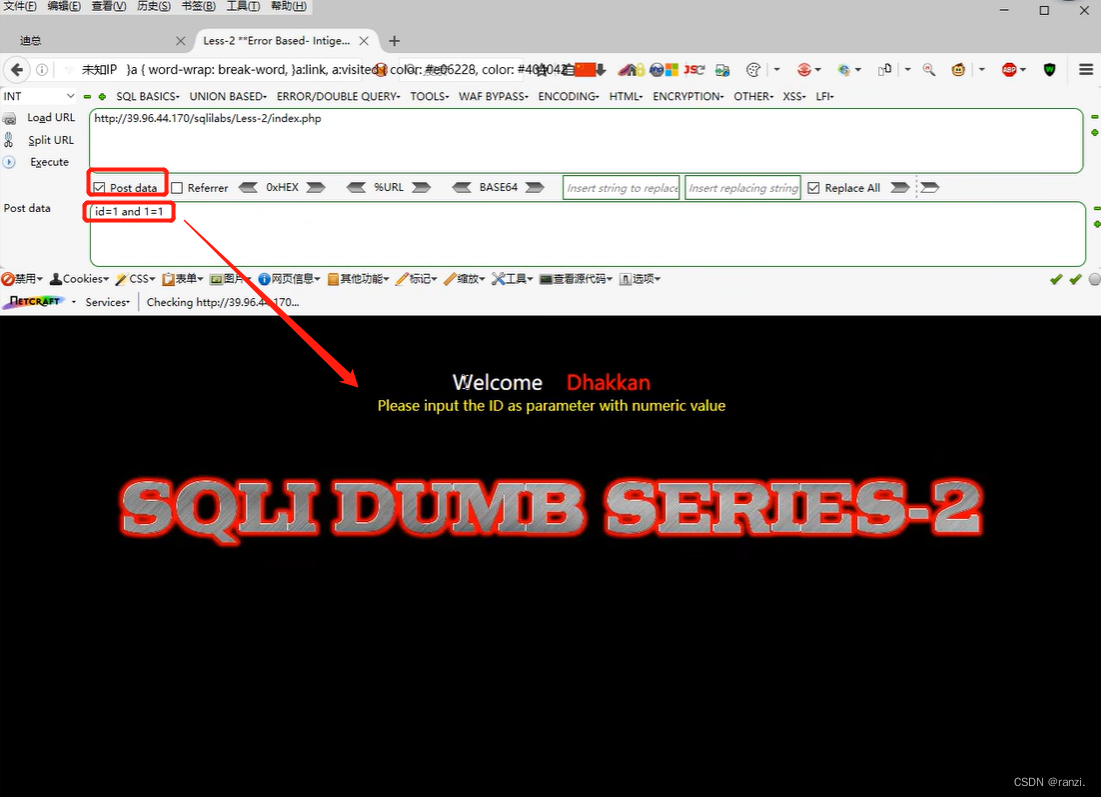 文件(F) 编辑(E) 查看(V) 历史(S) 书签(B) 工具(T) 帮助(H)
迪总 Less-2 **Error Based- Intige...
未知IP }a { word-wrap: break-word, }a:link, a:visited { color: #e06228, color: #404042
INT SQL BASICS UNION BASED ERROR/DOUBLE QUERY TOOLS WAF BYPASS ENCODING HTML ENCRYPTION OTHER XSS LFI
Load URL http://39.96.44.170/sqlilabs/Less-2/index.php
Split URL
Execute
Post data Referrer 0xHEX %URL BASE64 Insert string to replace Insert replacing string Replace All
Post data id=1 and 1=1
禁用 Cookies CSS 表单 图片 网页信息 其他功能 标记 缩放 工具 查看源代码 选项
NETCRAFT Services Checking http://39.96.44.170...
Welcome Dhakkan
Please input the ID as parameter with numeric value
SQLI DUMB SERIES-2
CSDN @ranzi.